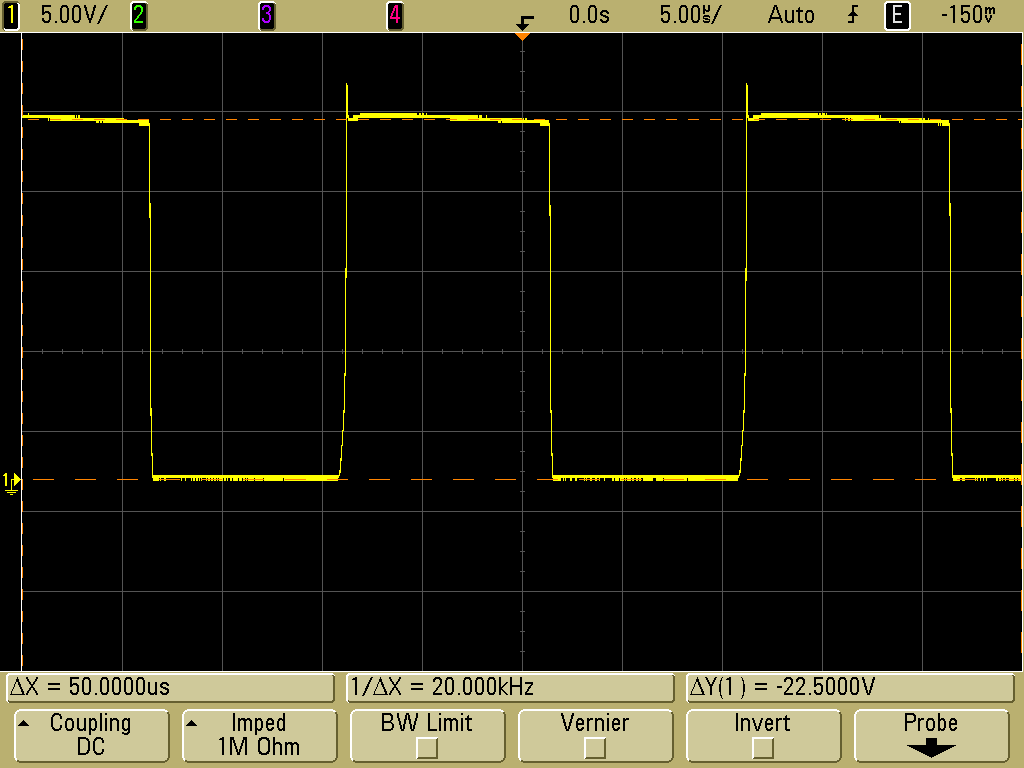 1 5.00V/ 2 3 4 0.0s 5.00µs/ Auto E -150mV
1
ΔX = 50.0000us 1/ΔX = 20.000kHz ΔY(1) = -22.5000V
Coupling Imped BW Limit Vernier Invert Probe
DC 1M Ohm